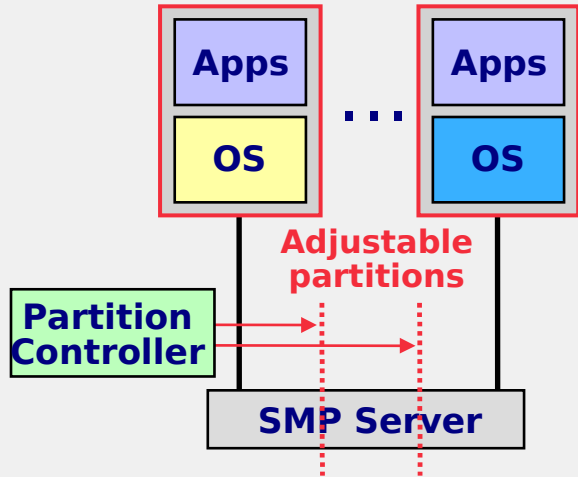 Apps
Apps
...
OS
OS
Adjustable
partitions
Partition
Controller
SMP Server